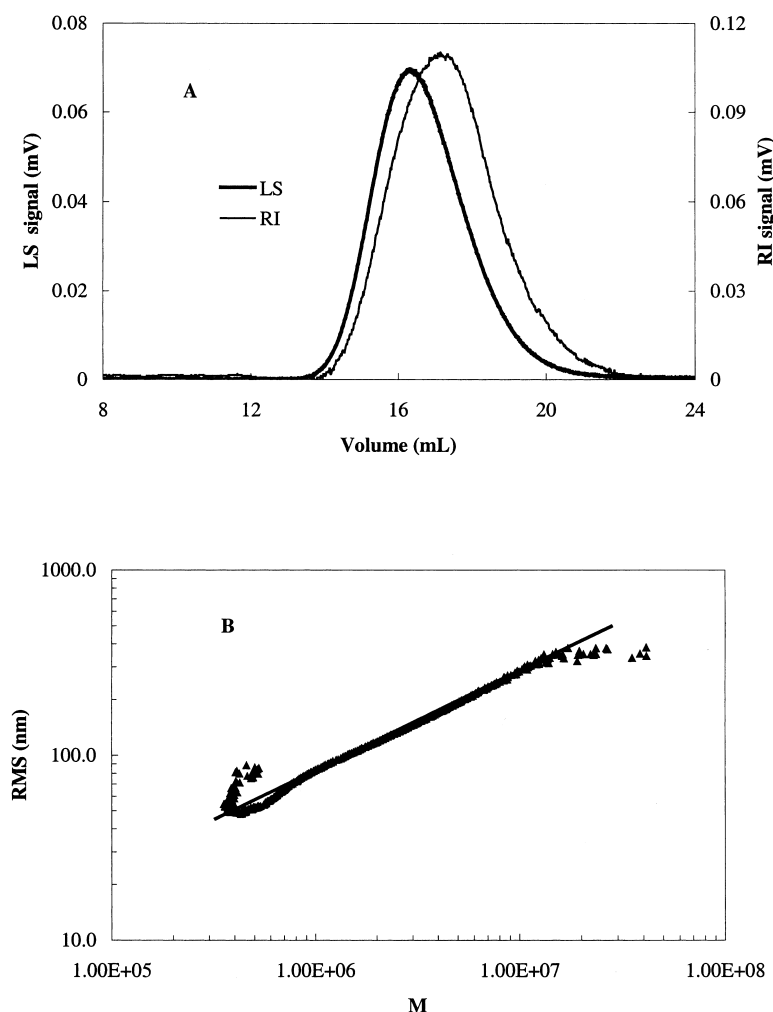 0.08
0.12
A
0.06
0.09
LS signal (mV)
LS
RI
0.04
0.06
RI signal (mV)
0.02
0.03
0
0
8
12
16
20
24
Volume (mL)
1000.0
B
RMS (nm)
100.0
10.0
1.00E+05
1.00E+06
1.00E+07
1.00E+08
M